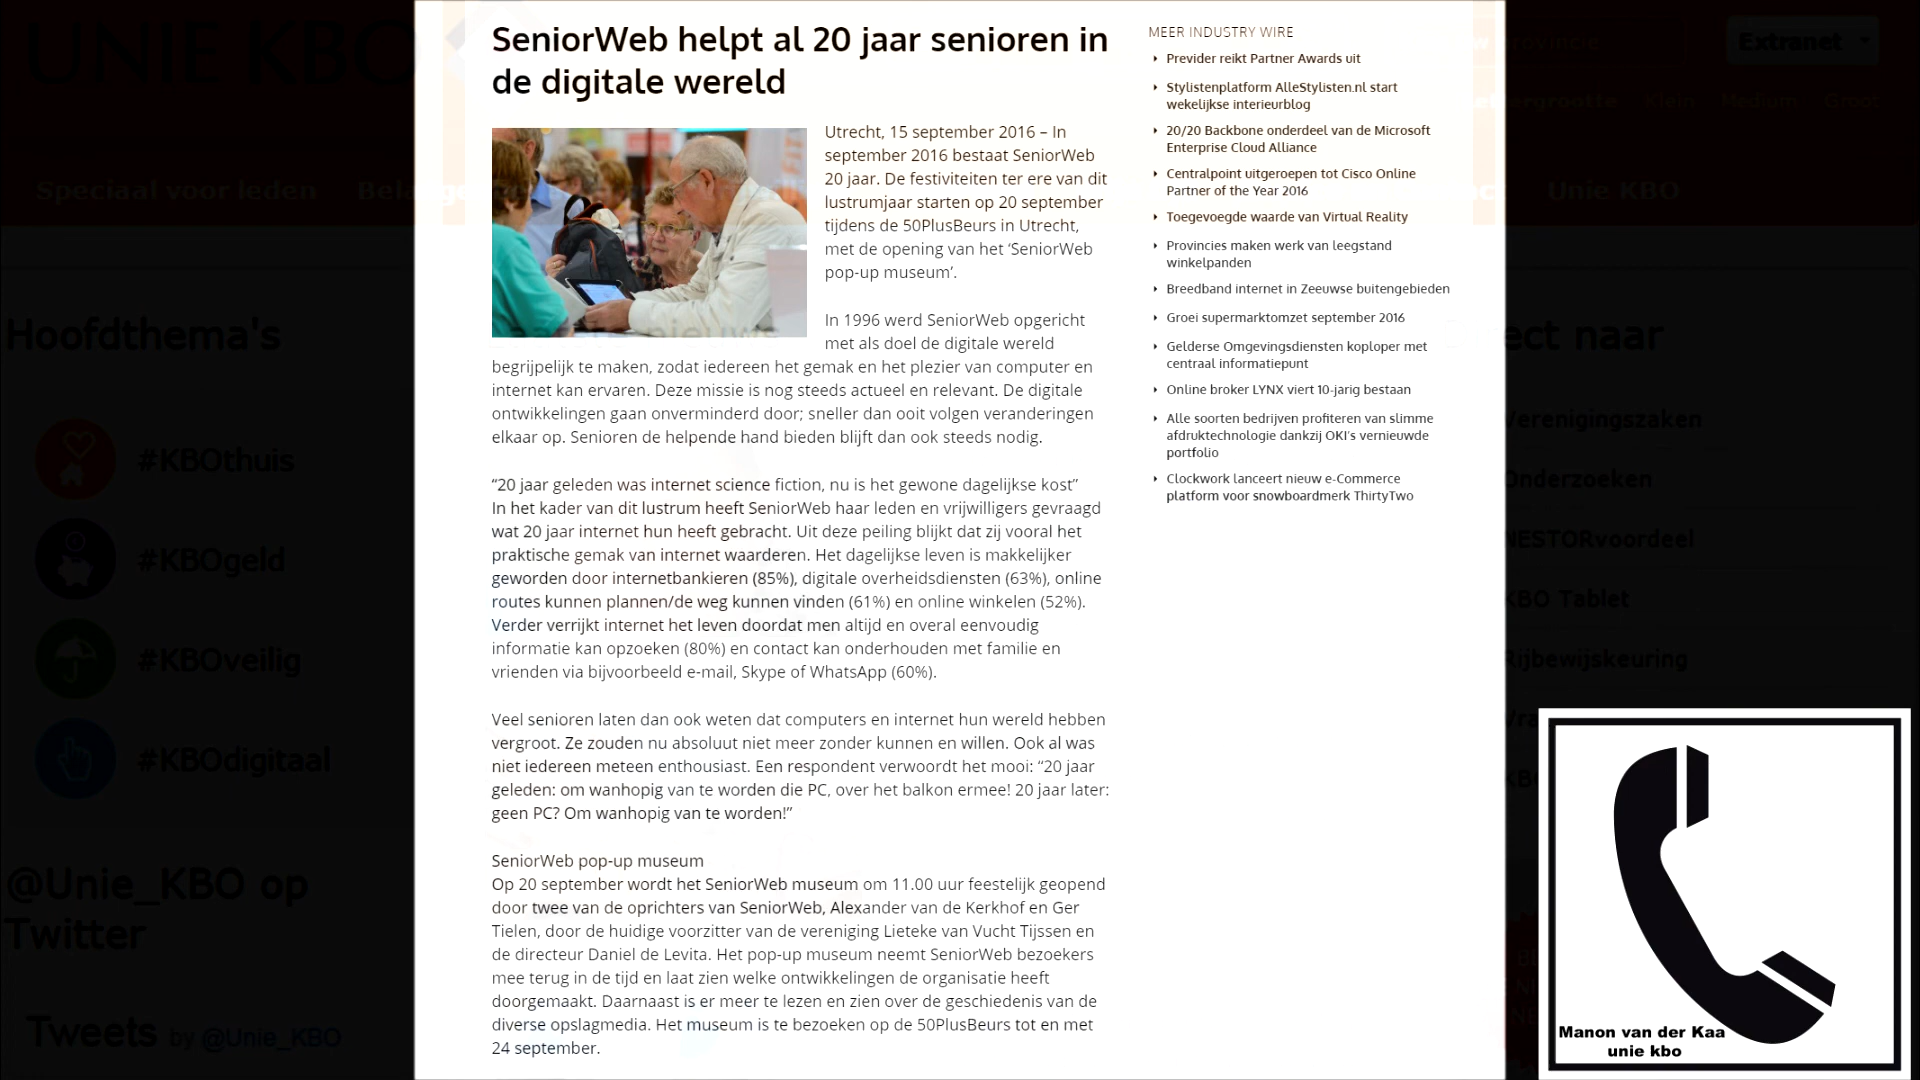 UNIE KBO
Extranet
Klein Medium Groot
Speciaal voor leden
Unie KBO
Hoofdthema's
#KBOthuis
#KBOgeld
#KBOveilig
#KBOdigitaal
@Unie_KBO op
Twitter
Tweets by @Unie_KBO
SeniorWeb helpt al 20 jaar senioren in
de digitale wereld
Utrecht, 15 september 2016 – In
september 2016 bestaat SeniorWeb
20 jaar. De festiviteiten ter ere van dit
lustrumjaar starten op 20 september
tijdens de 50PlusBeurs in Utrecht,
met de opening van het ‘SeniorWeb
pop-up museum’.
In 1996 werd SeniorWeb opgericht
met als doel de digitale wereld
begrijpelijk te maken, zodat iedereen het gemak en het plezier van computer en
internet kan ervaren. Deze missie is nog steeds actueel en relevant. De digitale
ontwikkelingen gaan onverminderd door; sneller dan ooit volgen veranderingen
elkaar op. Senioren de helpende hand bieden blijft dan ook steeds nodig.
“20 jaar geleden was internet science fiction, nu is het gewone dagelijkse kost”
In het kader van dit lustrum heeft SeniorWeb haar leden en vrijwilligers gevraagd
wat 20 jaar internet hun heeft gebracht. Uit deze peiling blijkt dat zij vooral het
praktische gemak van internet waarderen. Het dagelijkse leven is makkelijker
geworden door internetbankieren (85%), digitale overheidsdiensten (63%), online
routes kunnen plannen/de weg kunnen vinden (61%) en online winkelen (52%).
Verder verrijkt internet het leven doordat men altijd en overal eenvoudig
informatie kan opzoeken (80%) en contact kan onderhouden met familie en
vrienden via bijvoorbeeld e-mail, Skype of WhatsApp (60%).
Veel senioren laten dan ook weten dat computers en internet hun wereld hebben
vergroot. Ze zouden nu absoluut niet meer zonder kunnen en willen. Ook al was
niet iedereen meteen enthousiast. Een respondent verwoordt het mooi: “20 jaar
geleden: om wanhopig van te worden die PC, over het balkon ermee! 20 jaar later:
geen PC? Om wanhopig van te worden!”
SeniorWeb pop-up museum
Op 20 september wordt het SeniorWeb museum om 11.00 uur feestelijk geopend
door twee van de oprichters van SeniorWeb, Alexander van de Kerkhof en Ger
Tielen, door de huidige voorzitter van de vereniging Lieteke van Vucht Tijssen en
de directeur Daniel de Levita. Het pop-up museum neemt SeniorWeb bezoekers
mee terug in de tijd en laat zien welke ontwikkelingen de organisatie heeft
doorgemaakt. Daarnaast is er meer te lezen en zien over de geschiedenis van de
diverse opslagmedia. Het museum is te bezoeken op de 50PlusBeurs tot en met
24 september.
MEER INDUSTRY WIRE
Previder reikt Partner Awards uit
Stylistenplatform AlleStylisten.nl start
wekelijkse interieurblog
20/20 Backbone onderdeel van de Microsoft
Enterprise Cloud Alliance
Centralpoint uitgeroepen tot Cisco Online
Partner of the Year 2016
Toegevoegde waarde van Virtual Reality
Provincies maken werk van leegstand
winkelpanden
Breedband internet in Zeeuwse buitengebieden
Groei supermarktomzet september 2016
Gelderse Omgevingsdiensten koploper met
centraal informatiepunt
Online broker LYNX viert 10-jarig bestaan
Alle soorten bedrijven profiteren van slimme
afdruktechnologie dankzij OKI's vernieuwde
portfolio
Clockwork lanceert nieuw e-Commerce
platform voor snowboardmerk ThirtyTwo
naar
Verenigingszaken
Onderzoeken
NESTORvoordeel
KBO Tablet
Rijbewijskeuring
Manon van der Kaa
unie kbo